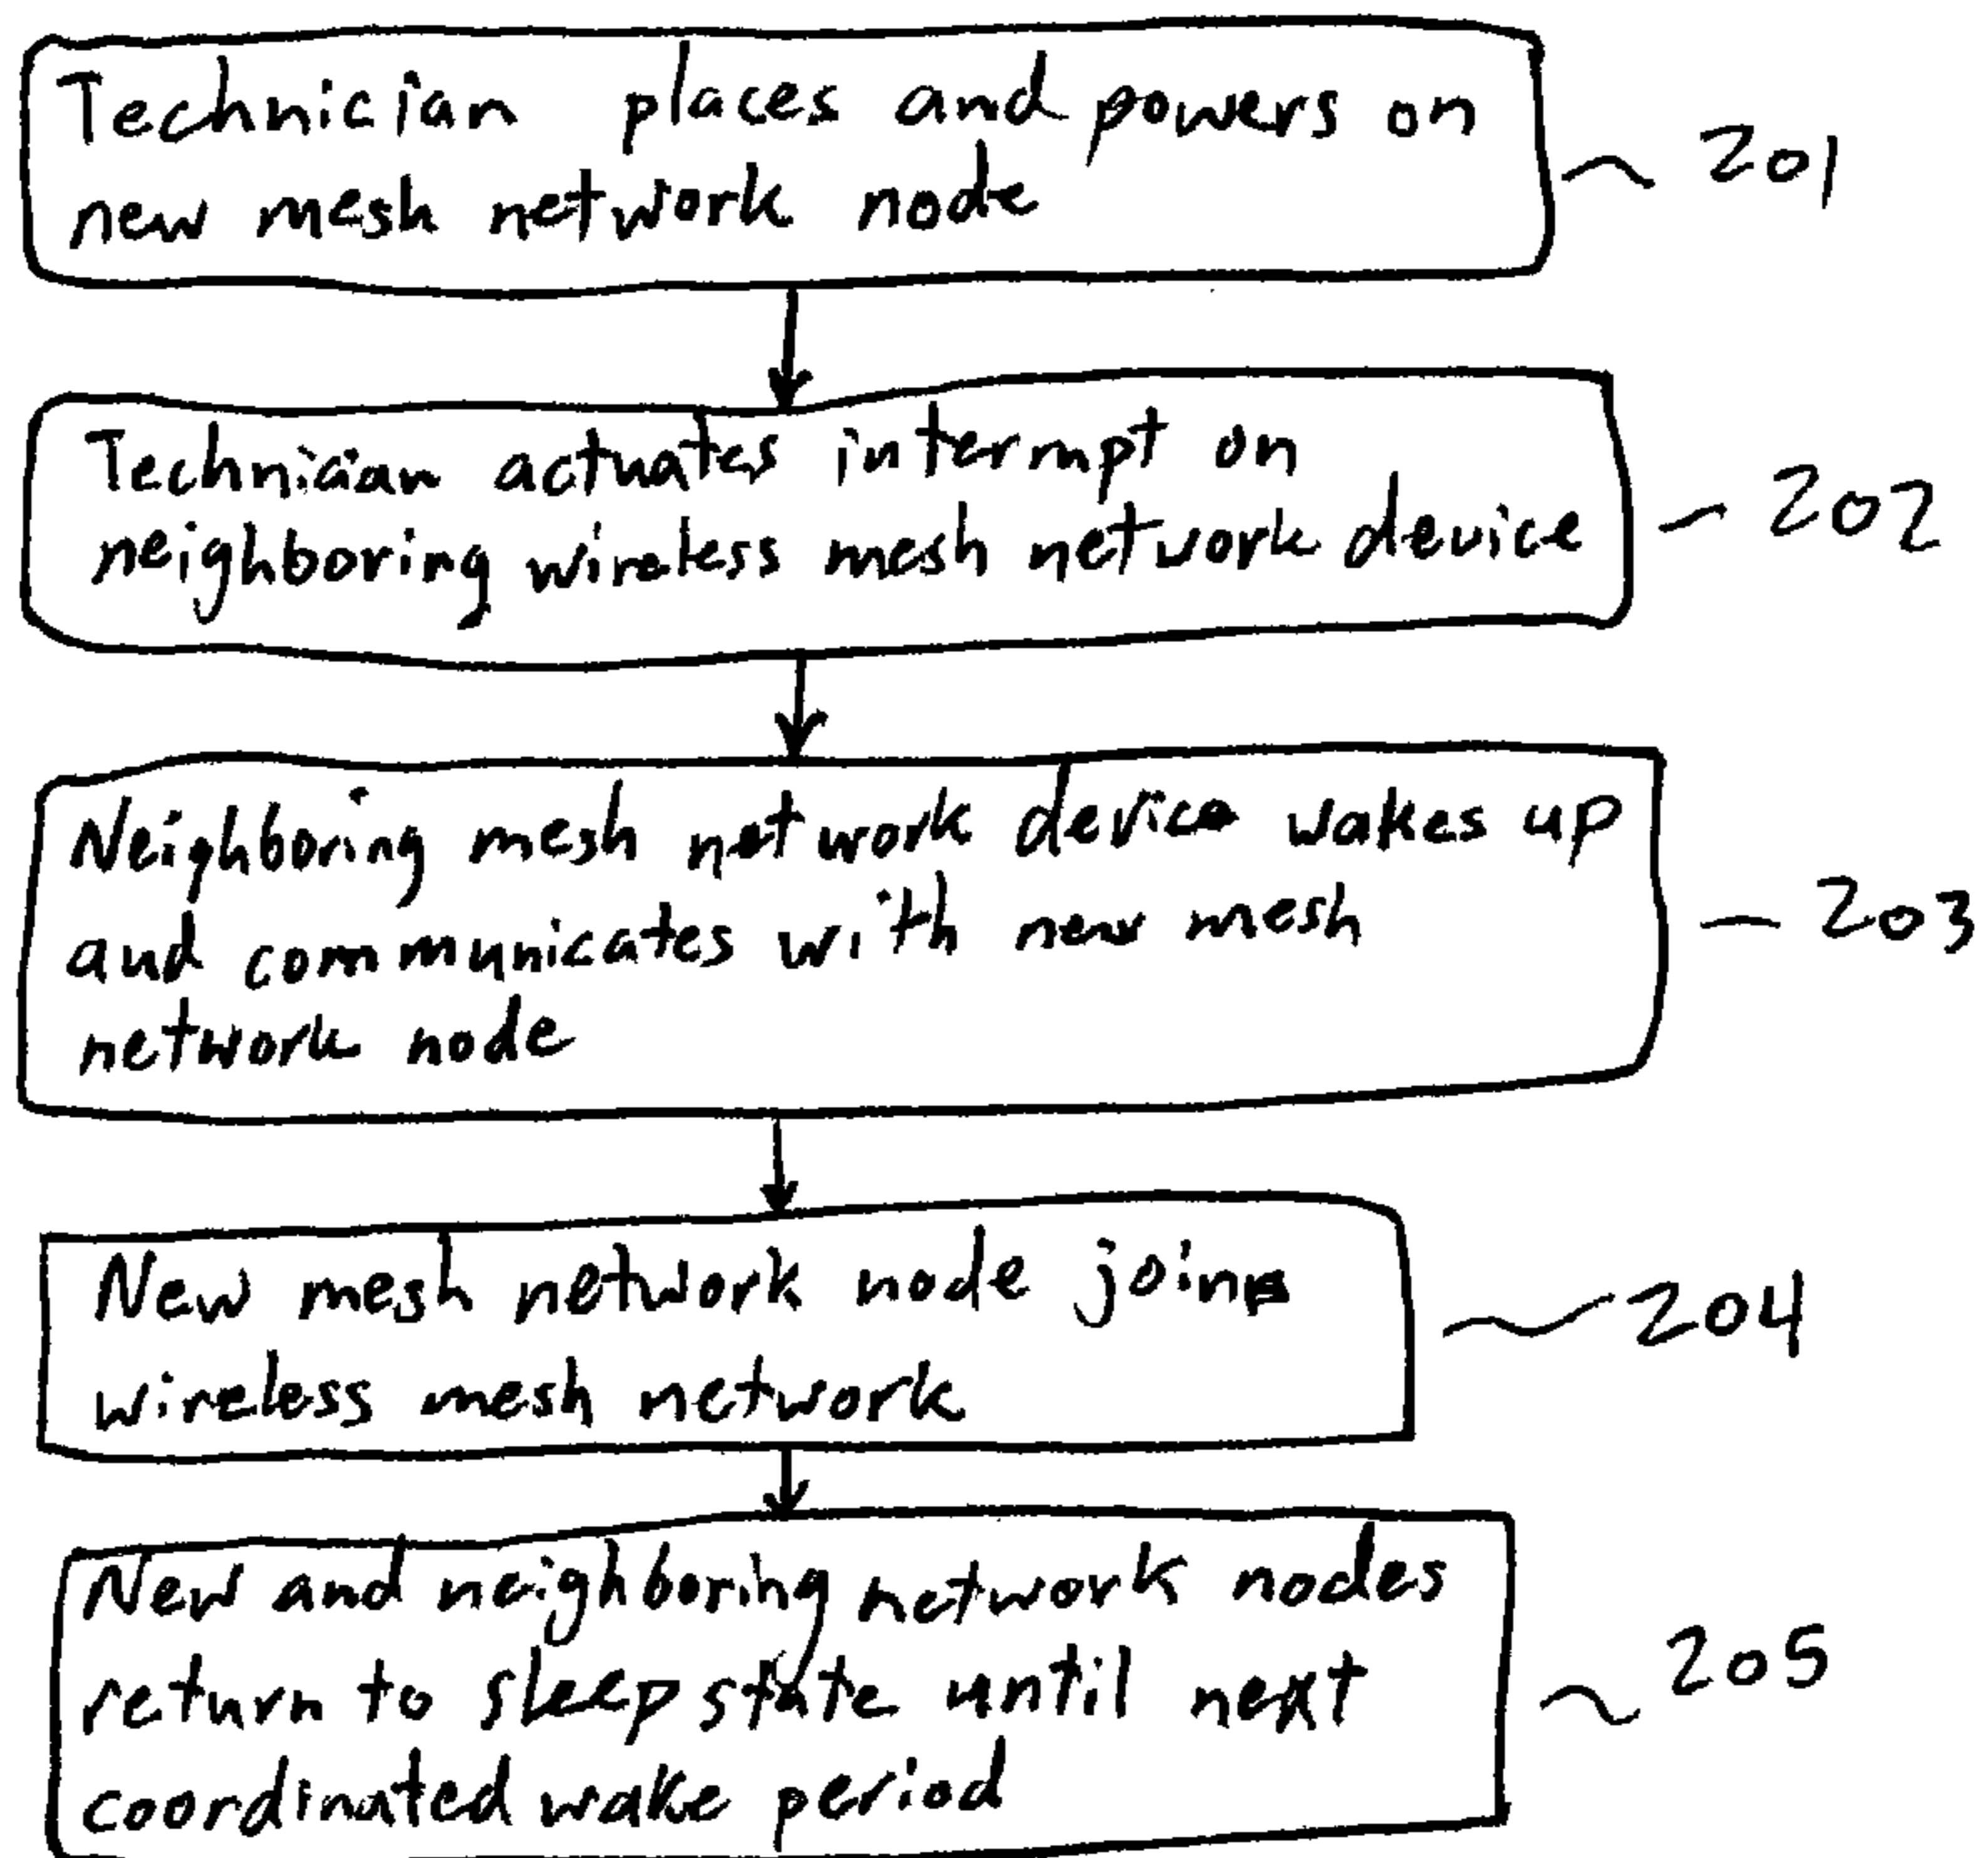 Technician places and powers on
new mesh network node
201
Technician actuates interrupt on
neighboring wireless mesh network device
202
Neighboring mesh network device wakes up
and communicates with new mesh
network node
203
New mesh network node joins
wireless mesh network
204
New and neighboring network nodes
return to sleep state until next
coordinated wake period
205